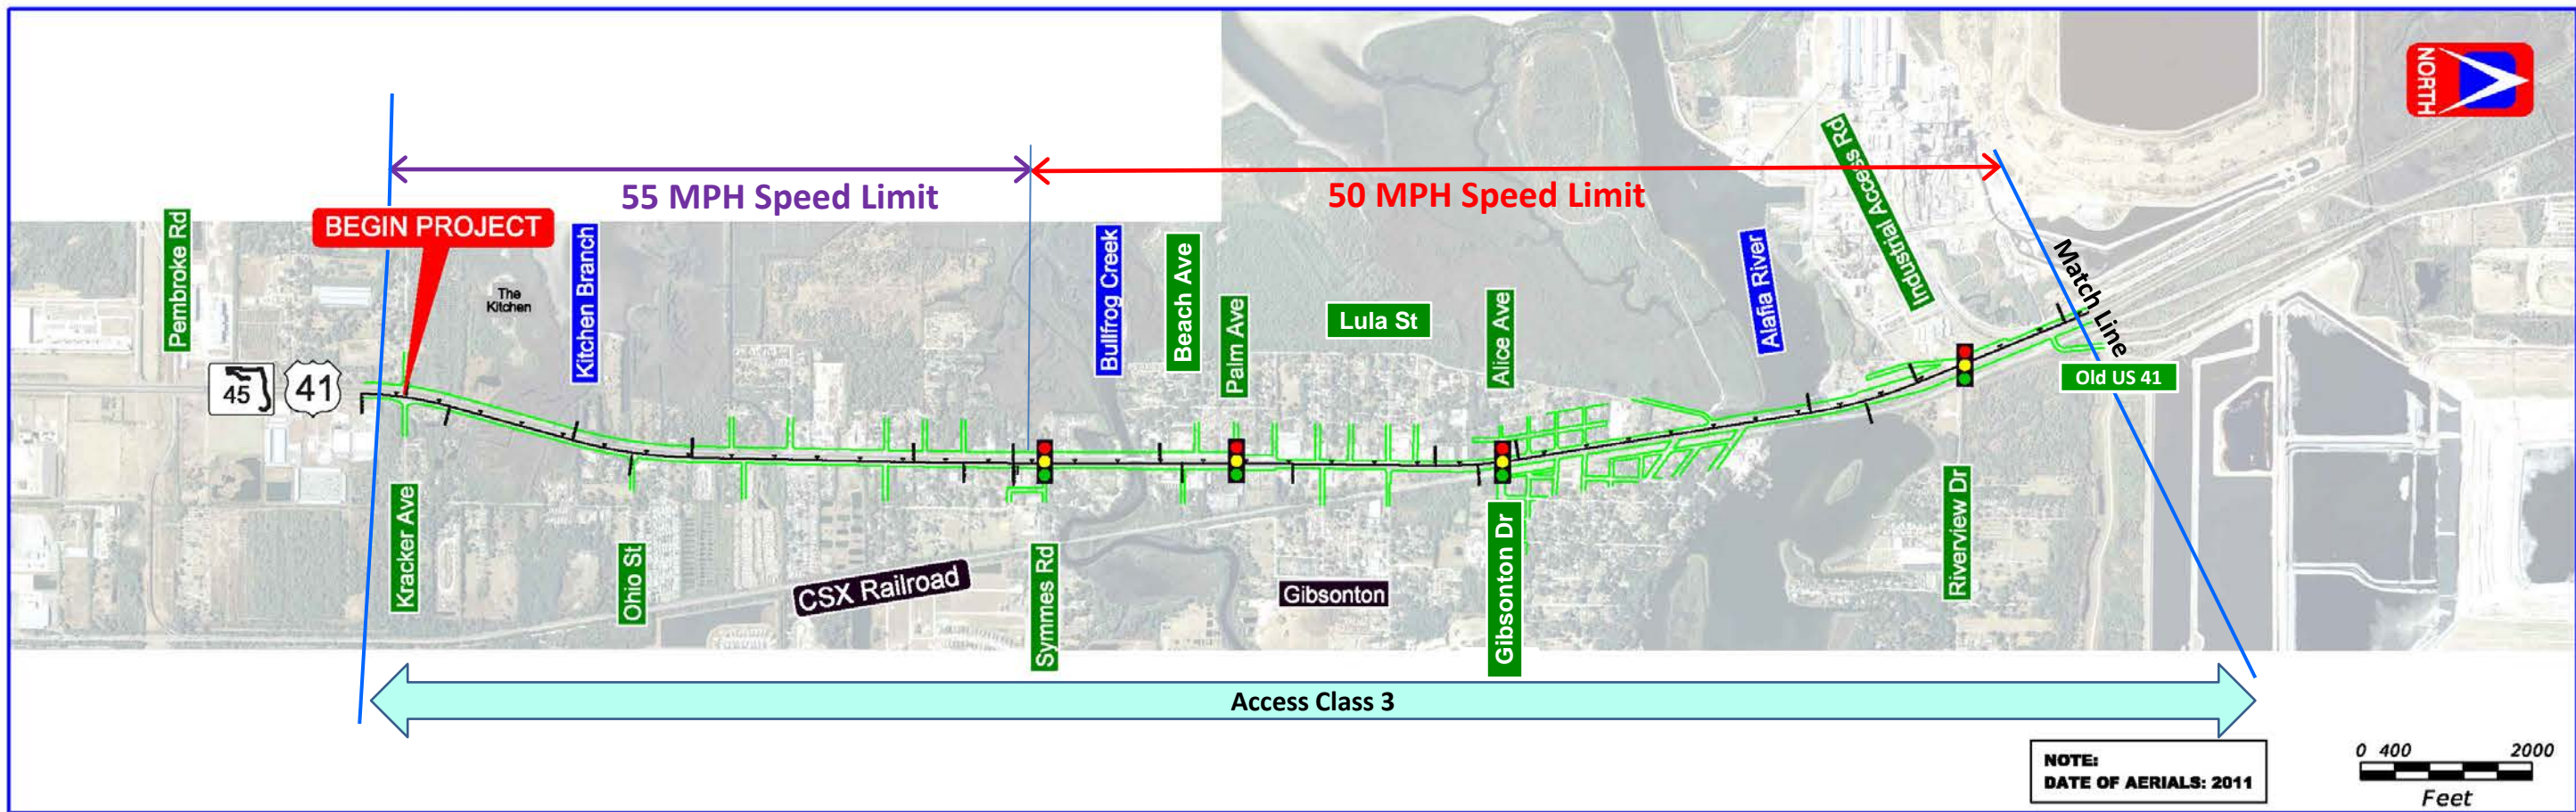 NORTH
55 MPH Speed Limit
50 MPH Speed Limit
BEGIN PROJECT
Pembroke Rd
The
Kitchen
Kitchen Branch
Bullfrog Creek
Beach Ave
Palm Ave
Lula St
Alice Ave
Alafia River
Industrial Access Rd
Match Line
Old US 41
45
41
Kracker Ave
Ohio St
CSX Railroad
Symmes Rd
Gibsonton
Gibsonton Dr
Riverview Dr
Access Class 3
NOTE:
DATE OF AERIALS: 2011
0 400 2000
Feet